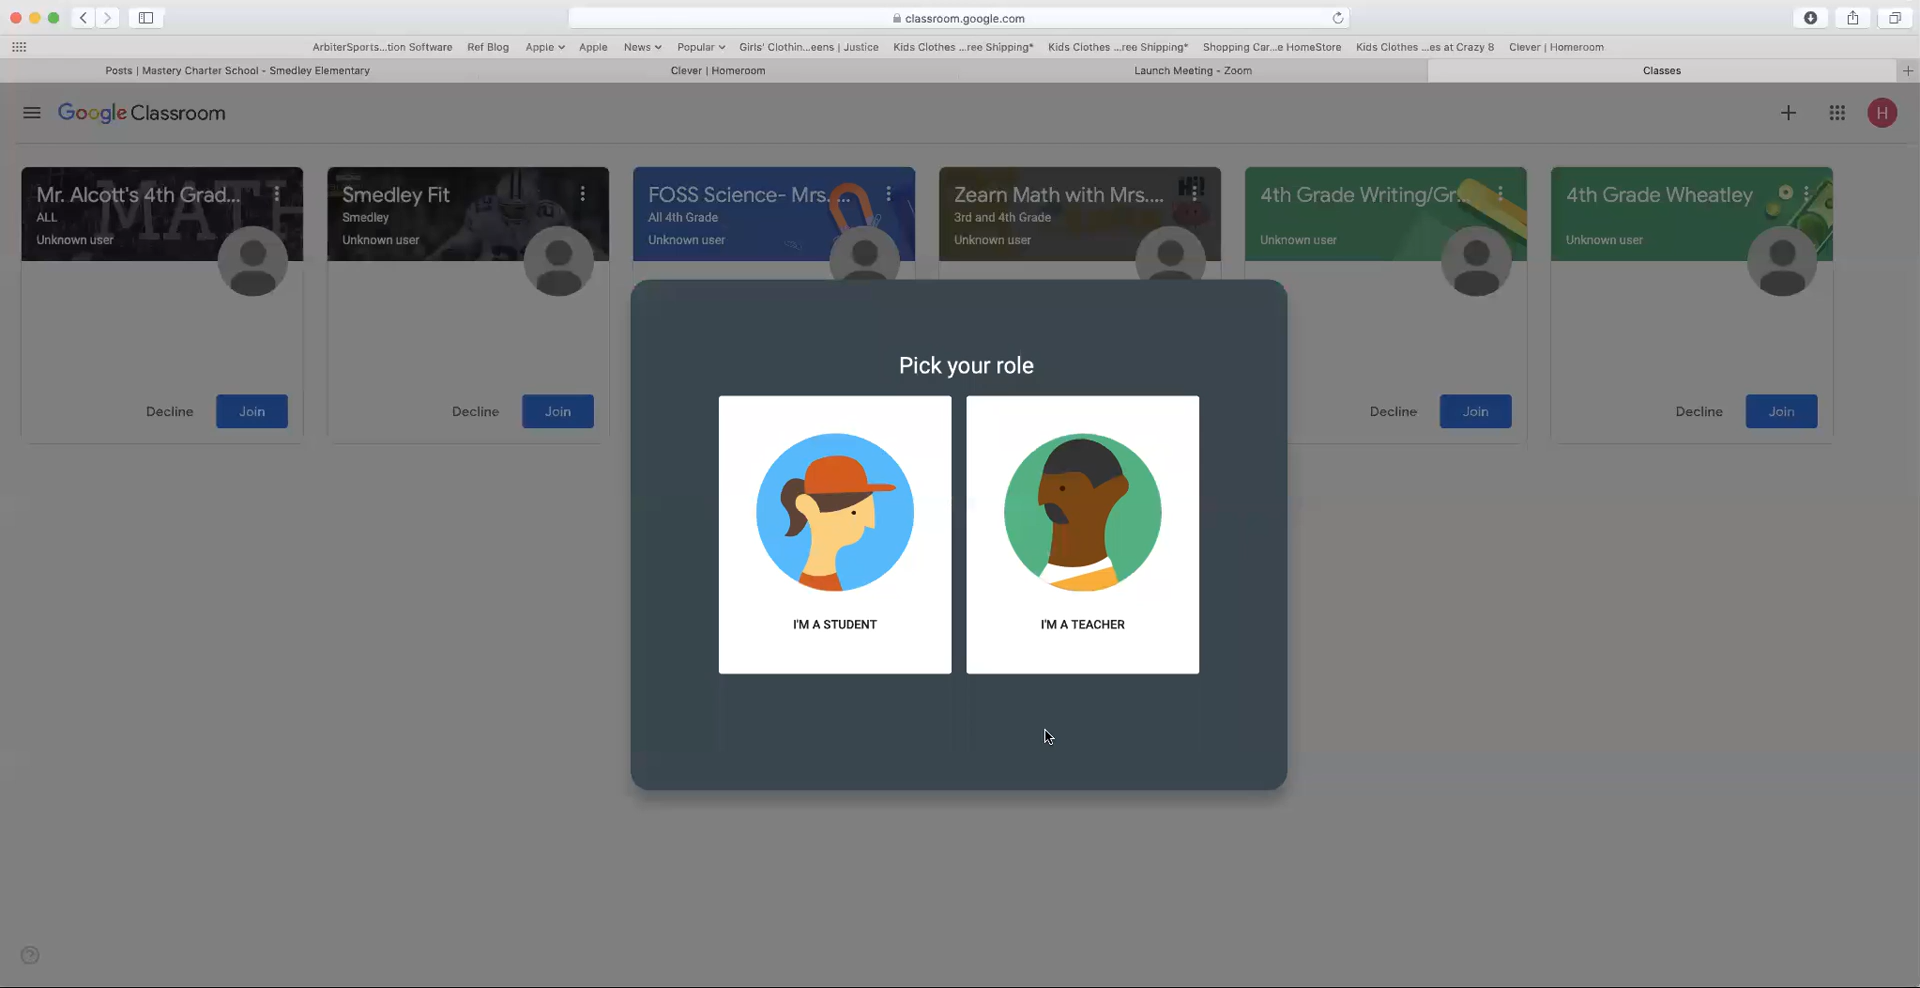 classroom.google.com
ArbiterSports...tion Software Ref Blog Apple Apple News Popular Girls' Clothin...eens | Justice Kids Clothes ...ree Shipping* Kids Clothes ...ree Shipping* Shopping Car...e HomeStore Kids Clothes ...es at Crazy 8 Clever | Homeroom
Posts | Mastery Charter School - Smedley Elementary Clever | Homeroom Launch Meeting - Zoom Classes
Google Classroom H
Mr. Alcott's 4th Grad...
ALL
Unknown user
Decline Join
Smedley Fit
Smedley
Unknown user
Decline Join
FOSS Science- Mrs. ...
All 4th Grade
Unknown user
Zearn Math with Mrs....
3rd and 4th Grade
Unknown user
4th Grade Writing/Gr...
Unknown user
Decline Join
4th Grade Wheatley
Unknown user
Decline Join
Pick your role
I'M A STUDENT
I'M A TEACHER